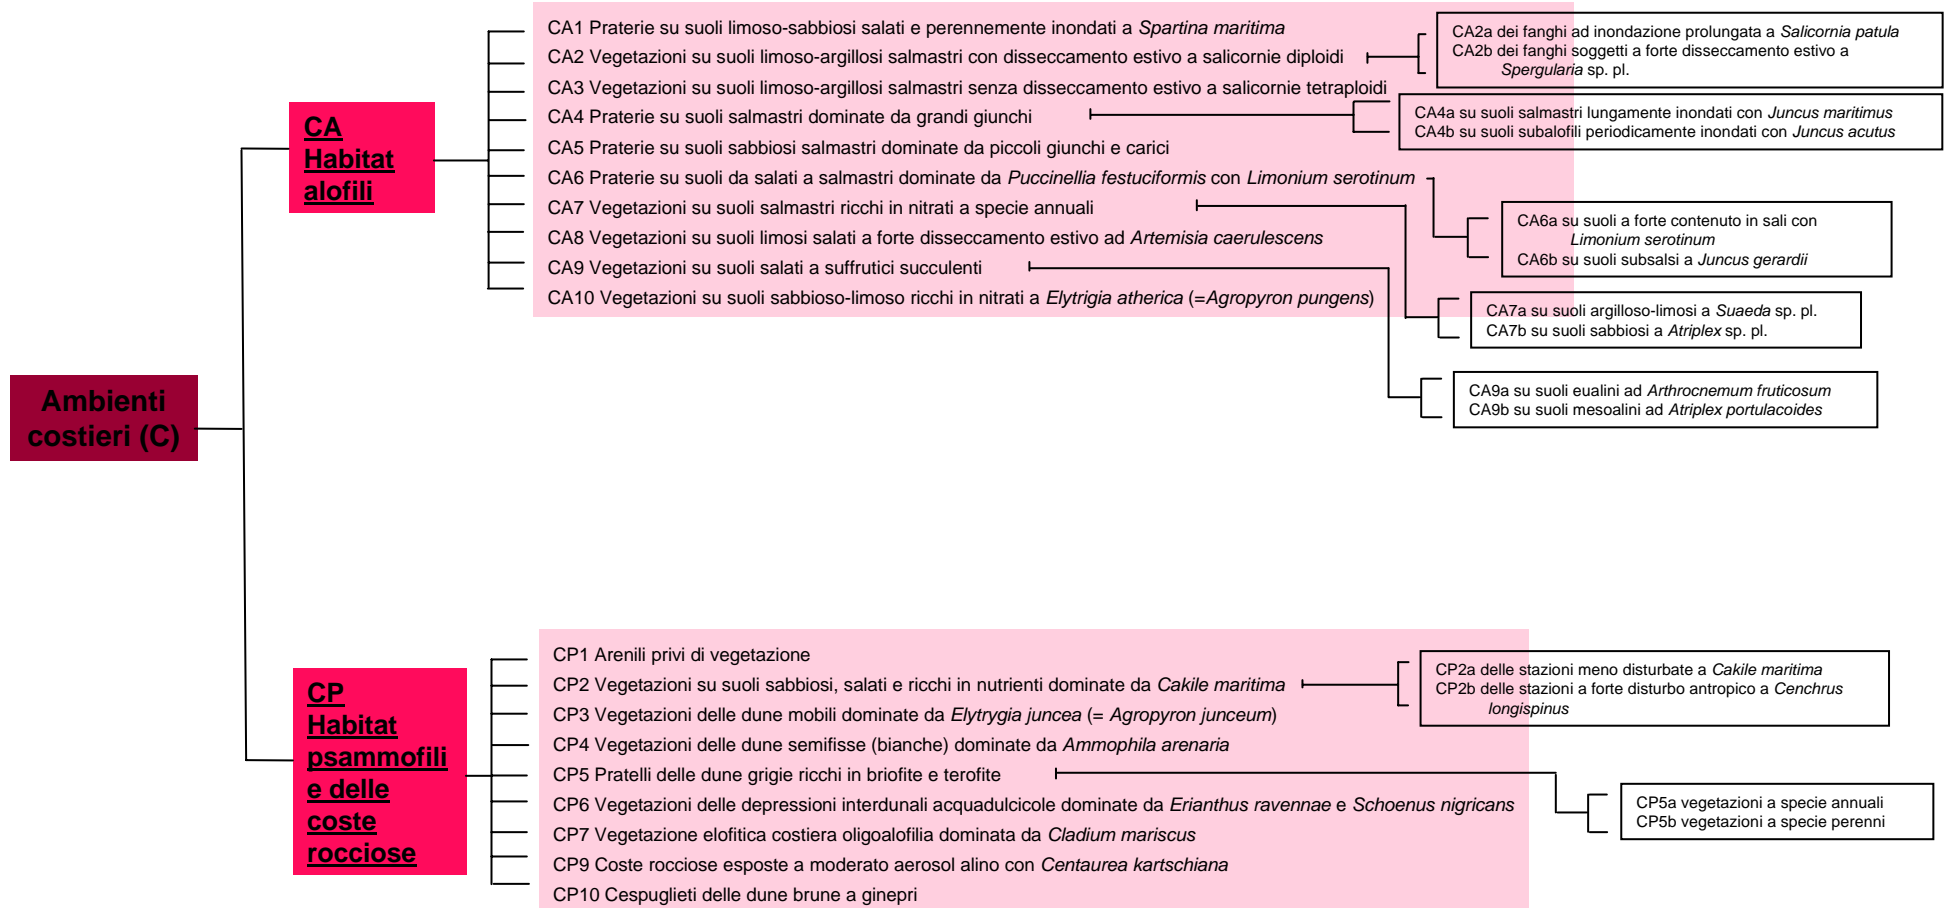 Ambienti
costieri (C)
CA
Habitat
alofili
CA1 Praterie su suoli limoso-sabbiosi salati e perennemente inondati a Spartina maritima
CA2 Vegetazioni su suoli limoso-argillosi salmastri con disseccamento estivo a salicornie diploidi
CA3 Vegetazioni su suoli limoso-argillosi salmastri senza disseccamento estivo a salicornie tetraploidi
CA4 Praterie su suoli salmastri dominate da grandi giunchi
CA5 Praterie su suoli sabbiosi salmastri dominate da piccoli giunchi e carici
CA6 Praterie su suoli da salati a salmastri dominate da Puccinellia festuciformis con Limonium serotinum
CA7 Vegetazioni su suoli salmastri ricchi in nitrati a specie annuali
CA8 Vegetazioni su suoli limosi salati a forte disseccamento estivo ad Artemisia caerulescens
CA9 Vegetazioni su suoli salati a suffrutici succulenti
CA10 Vegetazioni su suoli sabbioso-limoso ricchi in nitrati a Elytrigia atherica (=Agropyron pungens)
CA2a dei fanghi ad inondazione prolungata a Salicornia patula
CA2b dei fanghi soggetti a forte disseccamento estivo a
Spergularia sp. pl.
CA4a su suoli salmastri lungamente inondati con Juncus maritimus
CA4b su suoli subalofili periodicamente inondati con Juncus acutus
CA6a su suoli a forte contenuto in sali con
Limonium serotinum
CA6b su suoli subsalsi a Juncus gerardii
CA7a su suoli argilloso-limosi a Suaeda sp. pl.
CA7b su suoli sabbiosi a Atriplex sp. pl.
CA9a su suoli eualini ad Arthrocnemum fruticosum
CA9b su suoli mesoalini ad Atriplex portulacoides
CP
Habitat
psammofili
e delle
coste
rocciose
CP1 Arenili privi di vegetazione
CP2 Vegetazioni su suoli sabbiosi, salati e ricchi in nutrienti dominate da Cakile maritima
CP3 Vegetazioni delle dune mobili dominate da Elytrygia juncea (= Agropyron junceum)
CP4 Vegetazioni delle dune semifisse (bianche) dominate da Ammophila arenaria
CP5 Pratelli delle dune grigie ricchi in briofite e terofite
CP6 Vegetazioni delle depressioni interdunali acquadulcicole dominate da Erianthus ravennae e Schoenus nigricans
CP7 Vegetazione elofitica costiera oligoalofilia dominata da Cladium mariscus
CP9 Coste rocciose esposte a moderato aerosol alino con Centaurea kartschiana
CP10 Cespuglieti delle dune brune a ginepri
CP2a delle stazioni meno disturbate a Cakile maritima
CP2b delle stazioni a forte disturbo antropico a Cenchrus
longispinus
CP5a vegetazioni a specie annuali
CP5b vegetazioni a specie perenni